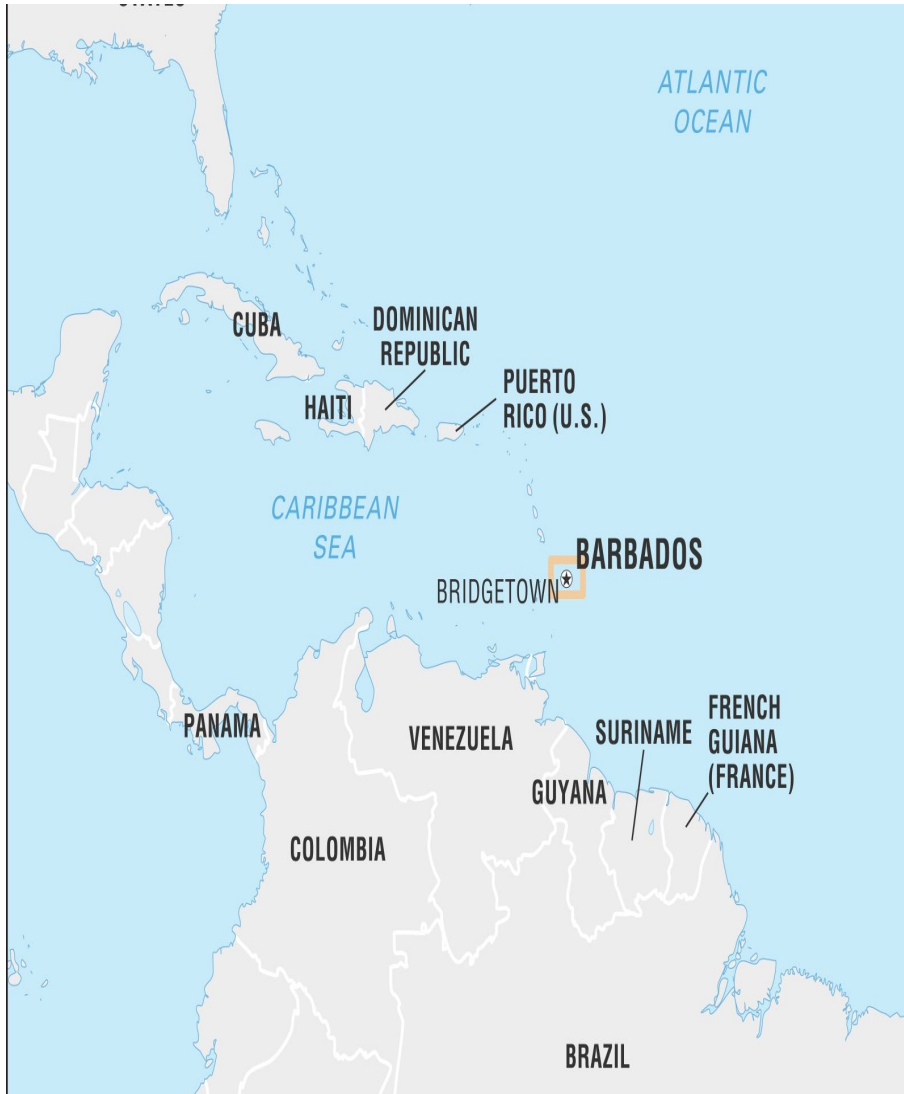 ATLANTIC
OCEAN
CUBA
DOMINICAN
REPUBLIC
HAITI
PUERTO
RICO (U.S.)
CARIBBEAN
SEA
BARBADOS
BRIDGETOWN
PANAMA
VENEZUELA
GUYANA
SURINAME
FRENCH
GUIANA
(FRANCE)
COLOMBIA
BRAZIL